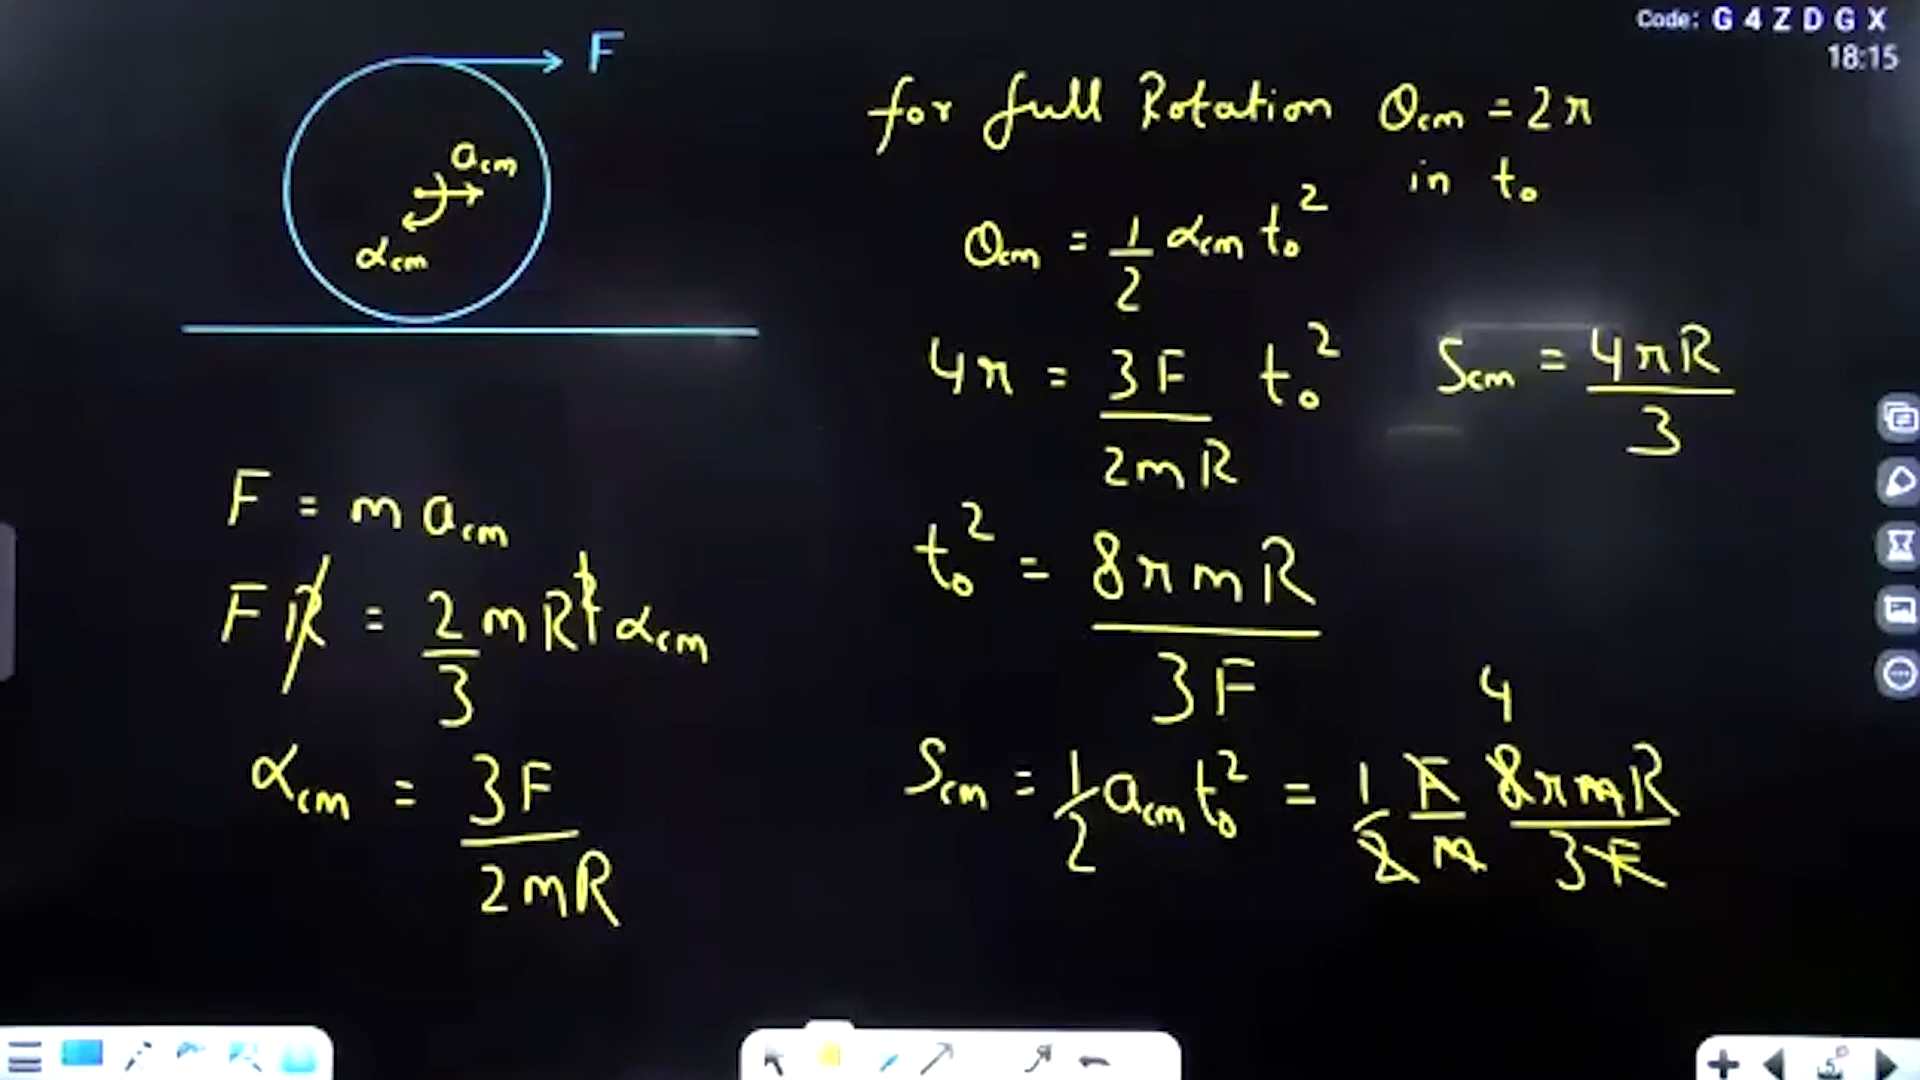 Code: G 4 Z D G X
18:15
F
a_cm
α_cm
F = m a_cm
F R = 2/3 m R² α_cm
α_cm = 3F / 2mR
for full Rotation θ_cm = 2π
in t₀
θ_cm = 1/2 α_cm t₀²
4π = 3F / 2mR t₀²
S_cm = 4πR / 3
t₀² = 8πmR / 3F
4
S_cm = 1/2 a_cm t₀² = 1/2 F/m 8πmR / 3F
5